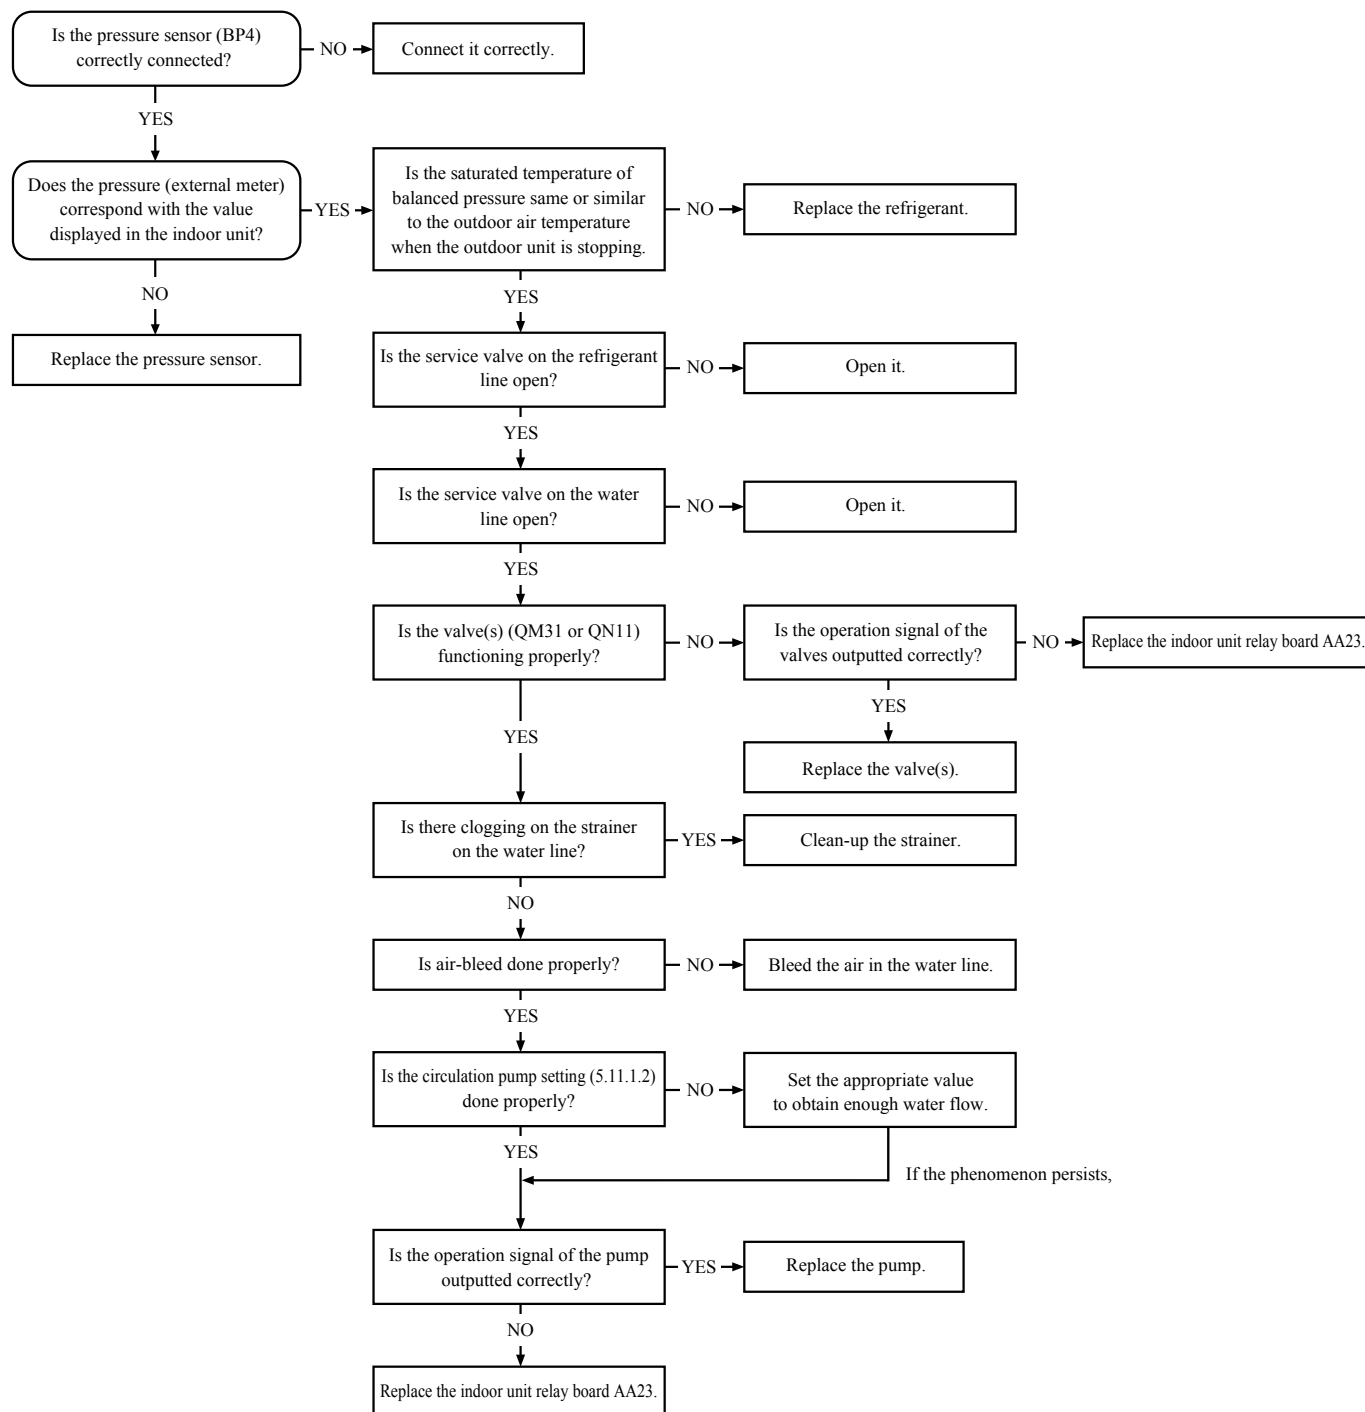 Is the pressure sensor (BP4)
correctly connected?
NO
Connect it correctly.
YES
Does the pressure (external meter)
correspond with the value
displayed in the indoor unit?
YES
Is the saturated temperature of
balanced pressure same or similar
to the outdoor air temperature
when the outdoor unit is stopping.
NO
Replace the refrigerant.
NO
Replace the pressure sensor.
YES
Is the service valve on the refrigerant
line open?
NO
Open it.
YES
Is the service valve on the water
line open?
NO
Open it.
YES
Is the valve(s) (QM31 or QN11)
functioning properly?
NO
Is the operation signal of the
valves outputted correctly?
NO
Replace the indoor unit relay board AA23.
YES
Replace the valve(s).
YES
Is there clogging on the strainer
on the water line?
YES
Clean-up the strainer.
NO
Is air-bleed done properly?
NO
Bleed the air in the water line.
YES
Is the circulation pump setting (5.11.1.2)
done properly?
NO
Set the appropriate value
to obtain enough water flow.
YES
If the phenomenon persists,
Is the operation signal of the pump
outputted correctly?
YES
Replace the pump.
NO
Replace the indoor unit relay board AA23.